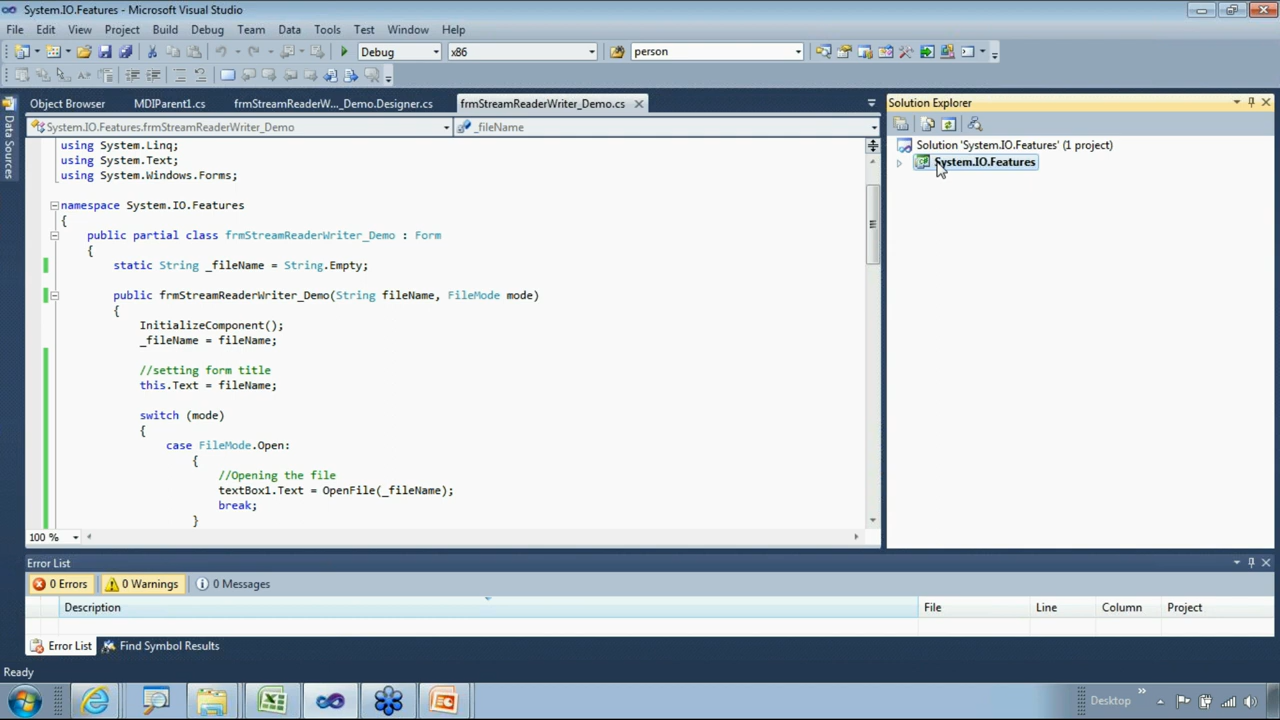 System.IO.Features - Microsoft Visual Studio
File Edit View Project Build Debug Team Data Tools Test Window Help
Debug x86 person
Object Browser MDIParent1.cs frmStreamReaderW..._Demo.Designer.cs frmStreamReaderWriter_Demo.cs
Solution Explorer
Data Sources
System.IO.Features.frmStreamReaderWriter_Demo _fileName
Solution 'System.IO.Features' (1 project)
System.IO.Features
using System.Linq;
using System.Text;
using System.Windows.Forms;
namespace System.IO.Features
{
public partial class frmStreamReaderWriter_Demo : Form
{
static String _fileName = String.Empty;
public frmStreamReaderWriter_Demo(String fileName, FileMode mode)
{
InitializeComponent();
_fileName = fileName;
//setting form title
this.Text = fileName;
switch (mode)
{
case FileMode.Open:
{
//Opening the file
textBox1.Text = OpenFile(_fileName);
break;
}
100 %
Error List
0 Errors 0 Warnings 0 Messages
Description File Line Column Project
Error List Find Symbol Results
Ready
Desktop